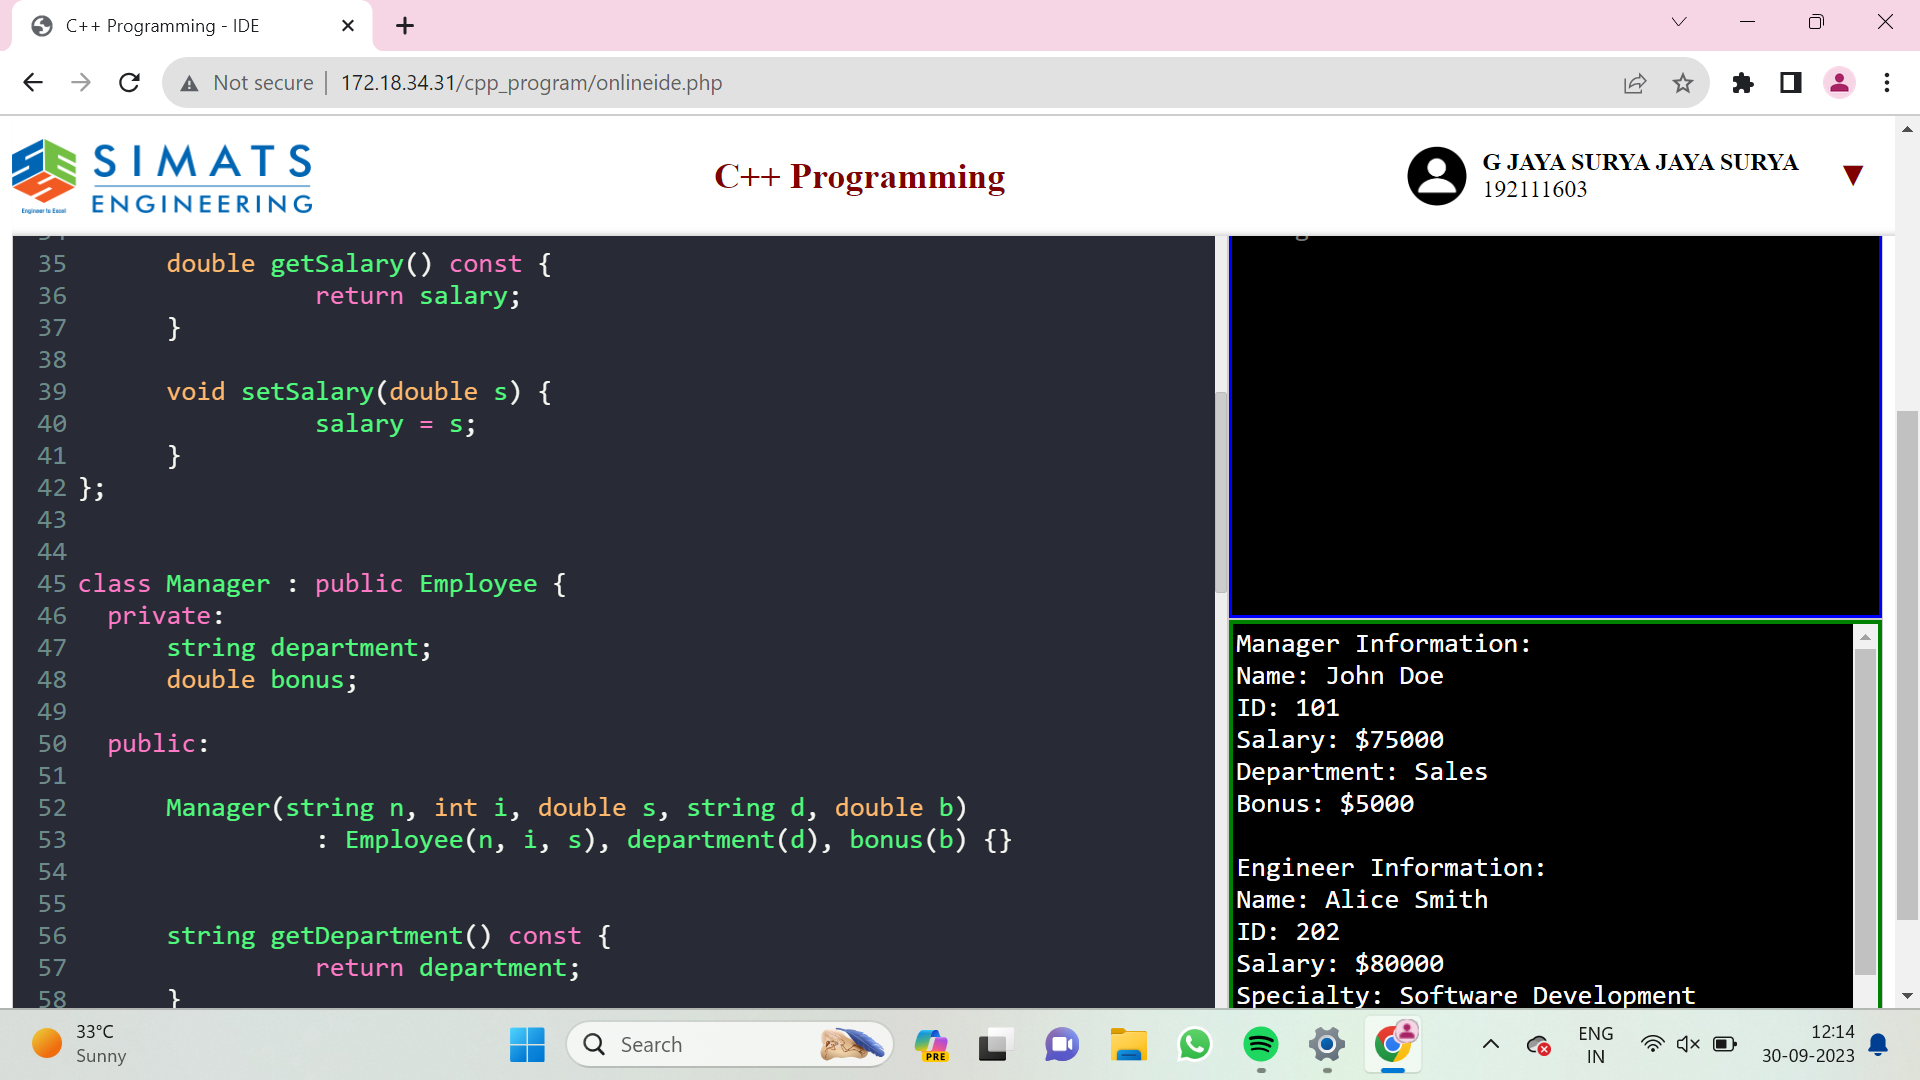 C++ Programming - IDE
Not secure | 172.18.34.31/cpp_program/onlineide.php
SIMATS
ENGINEERING
Engineer to Excel
C++ Programming
G JAYA SURYA JAYA SURYA
192111603
35 double getSalary() const {
36 return salary;
37 }
38
39 void setSalary(double s) {
40 salary = s;
41 }
42 };
43
44
45 class Manager : public Employee {
46 private:
47 string department;
48 double bonus;
49
50 public:
51
52 Manager(string n, int i, double s, string d, double b)
53 : Employee(n, i, s), department(d), bonus(b) {}
54
55
56 string getDepartment() const {
57 return department;
58 }
Manager Information:
Name: John Doe
ID: 101
Salary: $75000
Department: Sales
Bonus: $5000
Engineer Information:
Name: Alice Smith
ID: 202
Salary: $80000
Specialty: Software Development
33°C
Sunny
Search
PRE
ENG
IN
12:14
30-09-2023